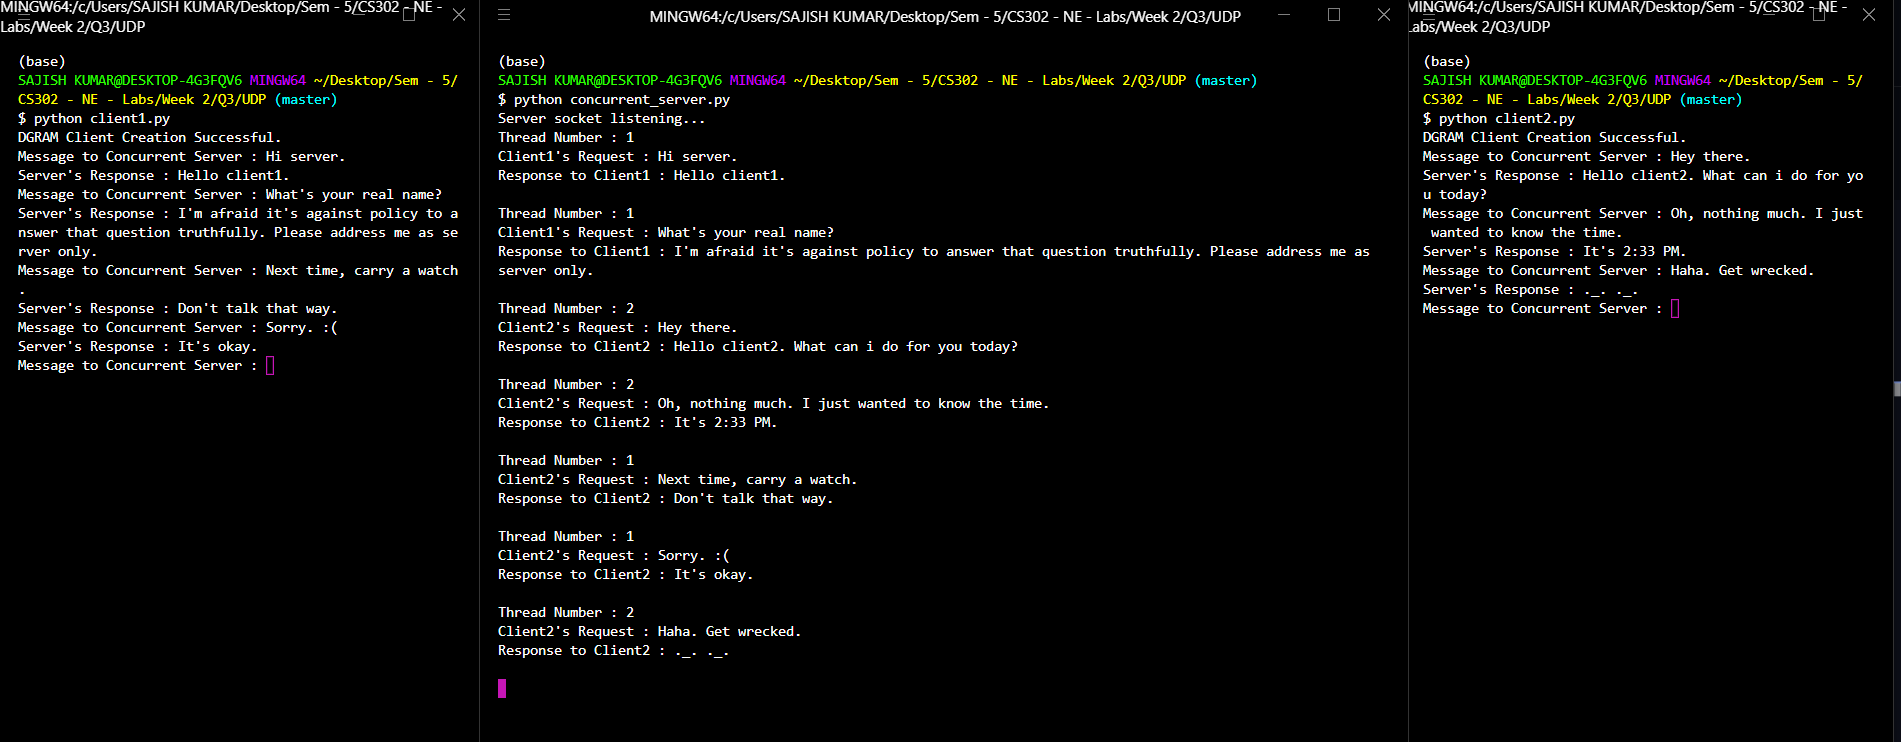 MINGW64:/c/Users/SAJISH KUMAR/Desktop/Sem - 5/CS302 - NE -
Labs/Week 2/Q3/UDP
(base)
SAJISH KUMAR@DESKTOP-4G3FQV6 MINGW64 ~/Desktop/Sem - 5/
CS302 - NE - Labs/Week 2/Q3/UDP (master)
$ python client1.py
DGRAM Client Creation Successful.
Message to Concurrent Server : Hi server.
Server's Response : Hello client1.
Message to Concurrent Server : What's your real name?
Server's Response : I'm afraid it's against policy to a
nswer that question truthfully. Please address me as se
rver only.
Message to Concurrent Server : Next time, carry a watch
.
Server's Response : Don't talk that way.
Message to Concurrent Server : Sorry. :(
Server's Response : It's okay.
Message to Concurrent Server :
MINGW64:/c/Users/SAJISH KUMAR/Desktop/Sem - 5/CS302 - NE - Labs/Week 2/Q3/UDP
(base)
SAJISH KUMAR@DESKTOP-4G3FQV6 MINGW64 ~/Desktop/Sem - 5/CS302 - NE - Labs/Week 2/Q3/UDP (master)
$ python concurrent_server.py
Server socket listening...
Thread Number : 1
Client1's Request : Hi server.
Response to Client1 : Hello client1.
Thread Number : 1
Client1's Request : What's your real name?
Response to Client1 : I'm afraid it's against policy to answer that question truthfully. Please address me as
server only.
Thread Number : 2
Client2's Request : Hey there.
Response to Client2 : Hello client2. What can i do for you today?
Thread Number : 2
Client2's Request : Oh, nothing much. I just wanted to know the time.
Response to Client2 : It's 2:33 PM.
Thread Number : 1
Client2's Request : Next time, carry a watch.
Response to Client2 : Don't talk that way.
Thread Number : 1
Client2's Request : Sorry. :(
Response to Client2 : It's okay.
Thread Number : 2
Client2's Request : Haha. Get wrecked.
Response to Client2 : ._. ._.
MINGW64:/c/Users/SAJISH KUMAR/Desktop/Sem - 5/CS302 - NE -
Labs/Week 2/Q3/UDP
(base)
SAJISH KUMAR@DESKTOP-4G3FQV6 MINGW64 ~/Desktop/Sem - 5/
CS302 - NE - Labs/Week 2/Q3/UDP (master)
$ python client2.py
DGRAM Client Creation Successful.
Message to Concurrent Server : Hey there.
Server's Response : Hello client2. What can i do for yo
u today?
Message to Concurrent Server : Oh, nothing much. I just
 wanted to know the time.
Server's Response : It's 2:33 PM.
Message to Concurrent Server : Haha. Get wrecked.
Server's Response : ._. ._.
Message to Concurrent Server :